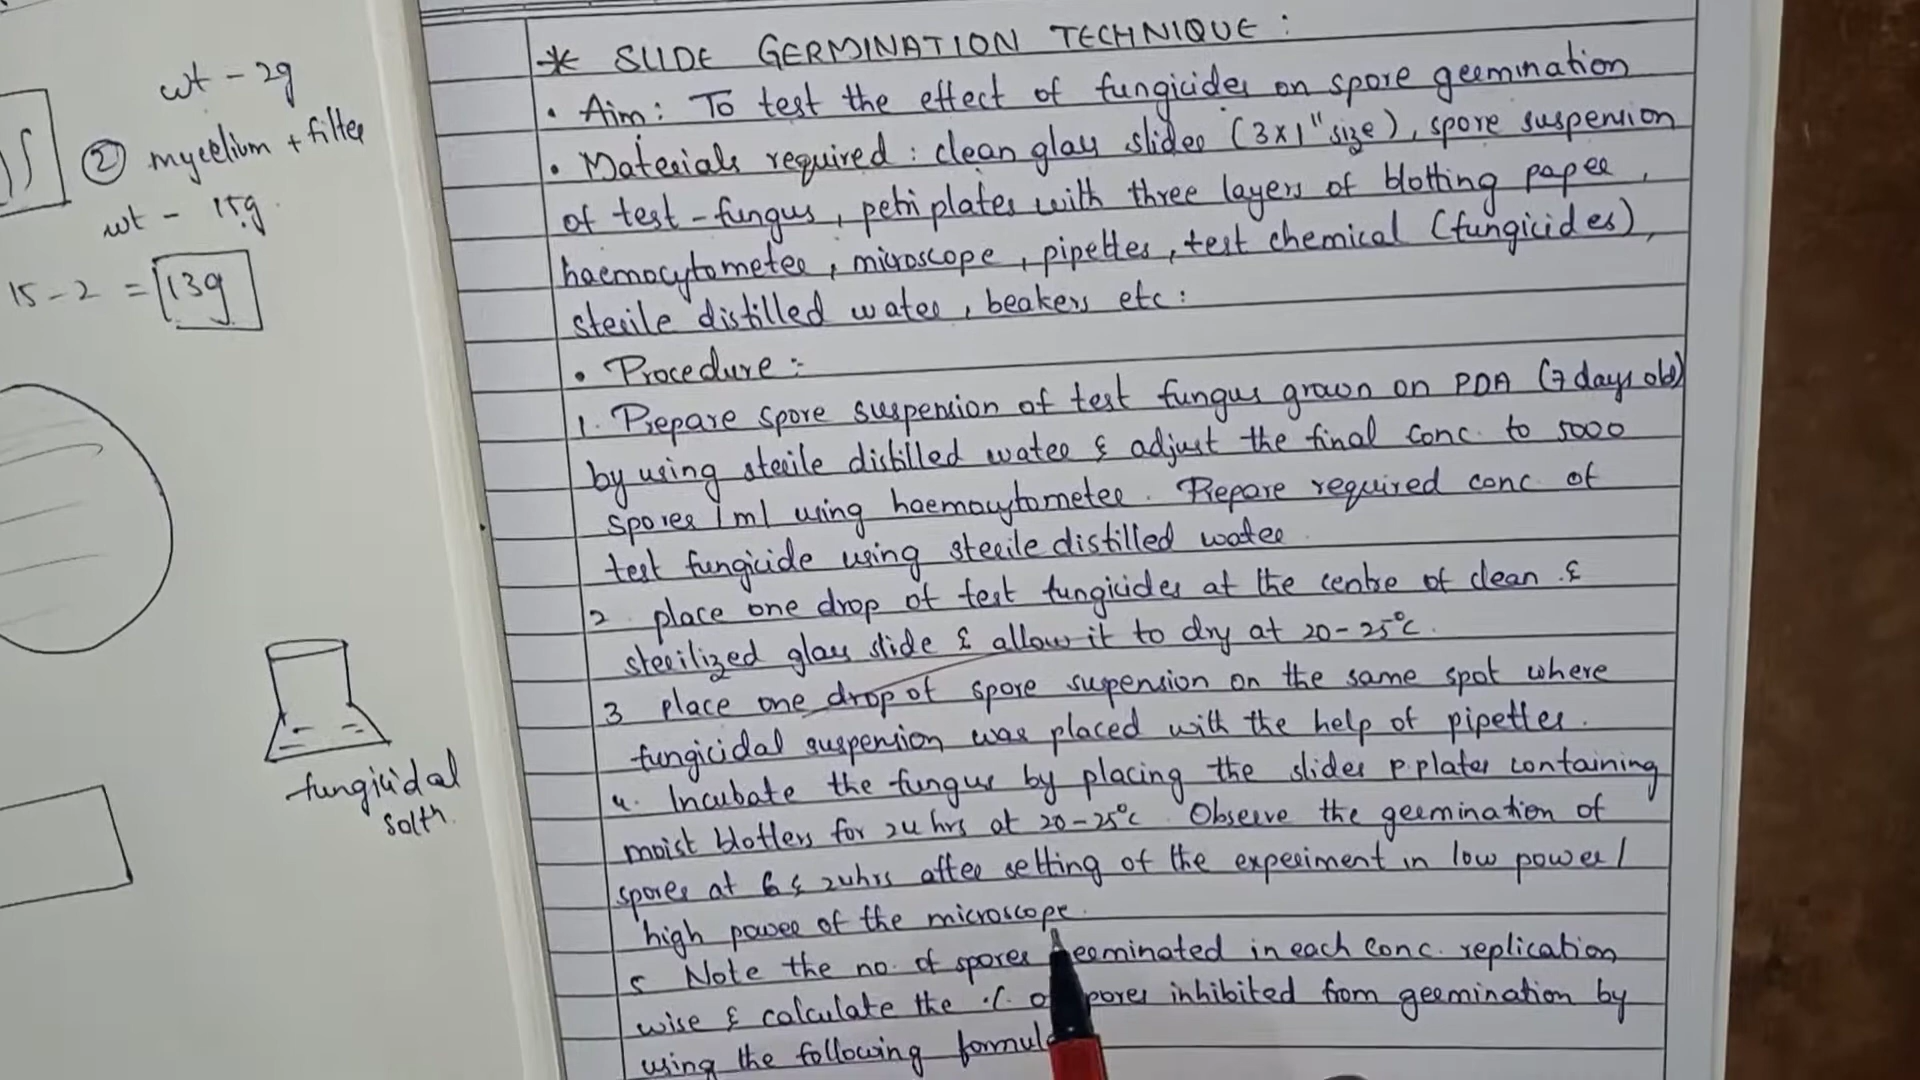 wt - 2g
② mycelium + filter
wt - 15g.
15 - 2 = 13g
fungicidal
soltn.
* SLIDE GERMINATION TECHNIQUE :
• Aim : To test the effect of fungicides on spore germination
• Materials required : clean glass slides (3x1" size), spore suspension
of test - fungus , petri plates with three layers of blotting paper ,
haemocytometer , microscope , pipettes , test chemical (fungicides),
sterile distilled water , beakers etc :
• Procedure :-
1. Prepare spore suspension of test fungus grown on PDA (7 days old)
by using sterile distilled water & adjust the final conc. to 5000
spores / ml using haemocytometer . Prepare required conc. of
test fungicide using sterile distilled water
2. place one drop of test fungicides at the centre of clean &
sterilized glass slide & allow it to dry at 20 - 25°c.
3 place one drop of spore suspension on the same spot where
fungicidal suspension was placed with the help of pipettes.
4. Incubate the fungus by placing the slides p.plates containing
moist blotters for 24 hrs at 20 - 25°c . Observe the germination of
spores at 6 & 24hrs after setting of the experiment in low power /
high power of the microscope.
5 Note the no. of spores in each conc. replication
wise & calculate the % inhibited from germination by
using the following